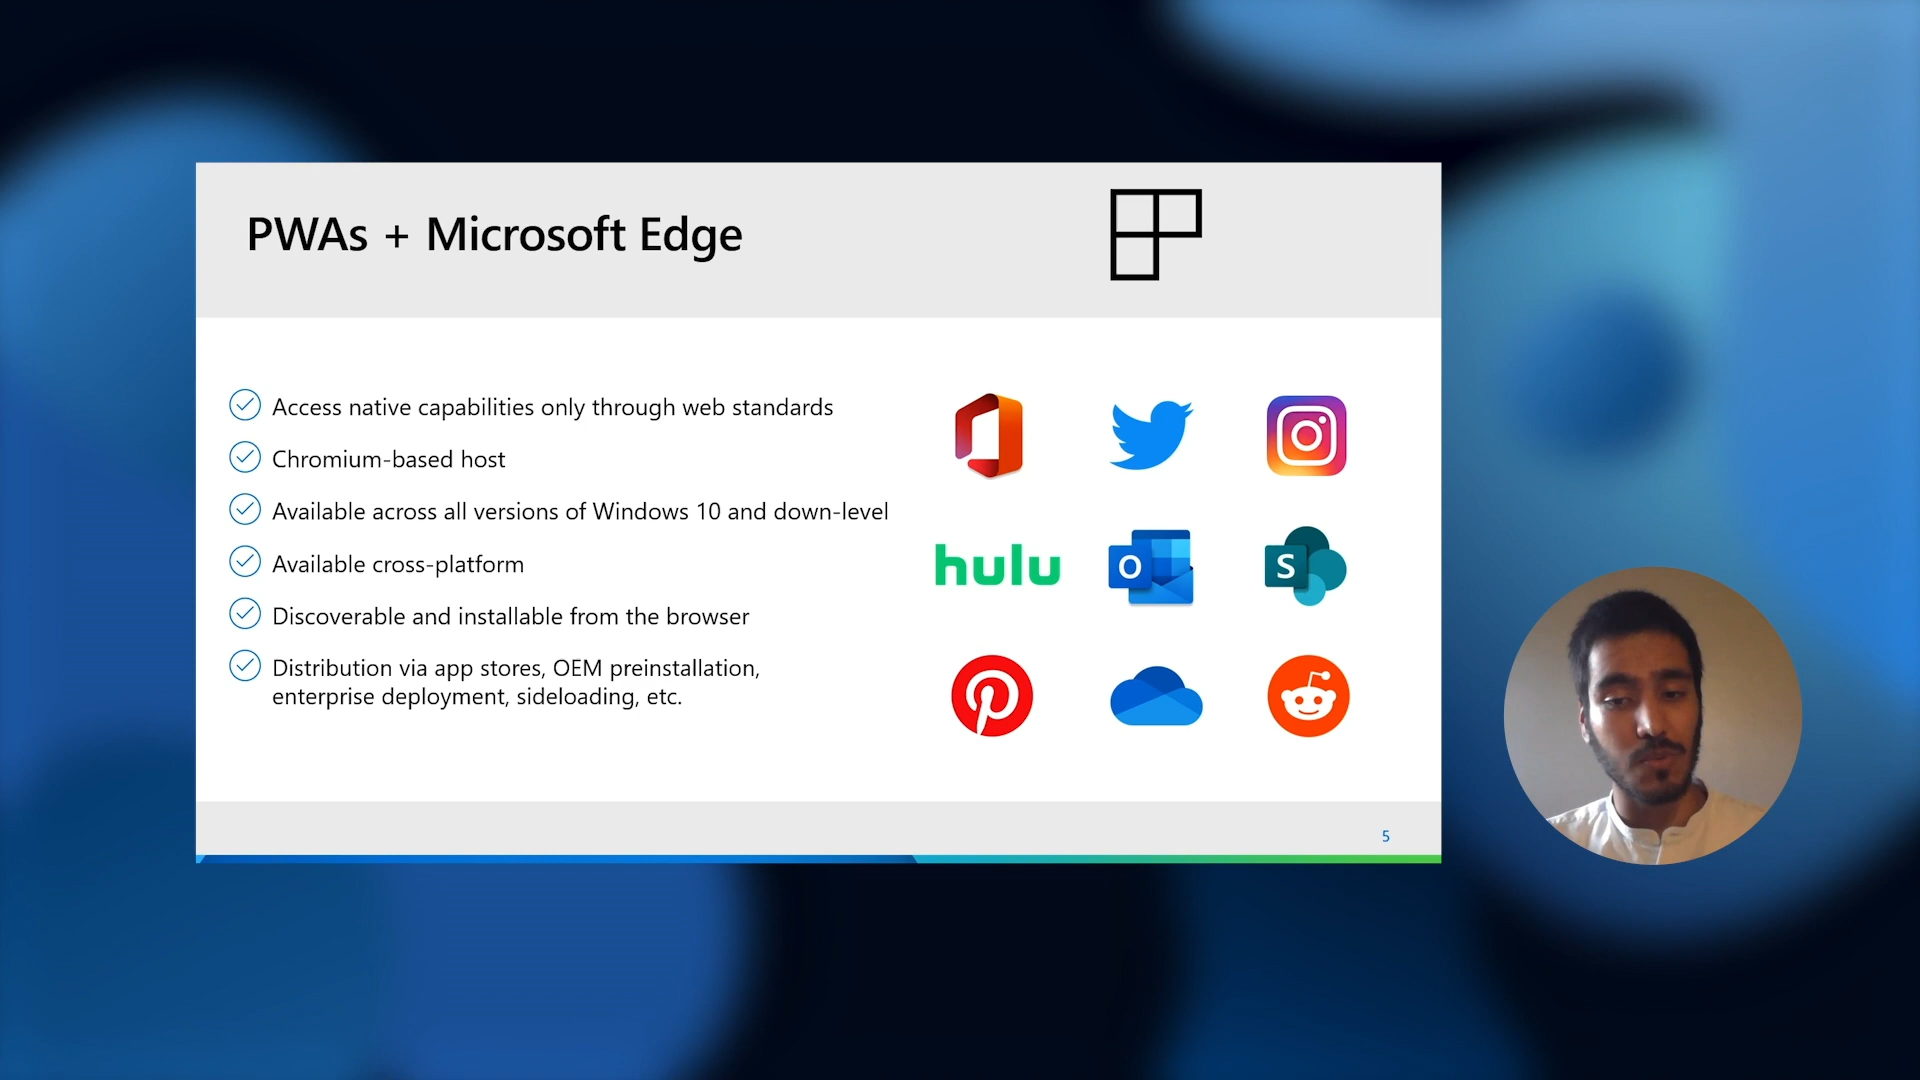 PWAs + Microsoft Edge
Access native capabilities only through web standards
Chromium-based host
Available across all versions of Windows 10 and down-level
Available cross-platform
Discoverable and installable from the browser
Distribution via app stores, OEM preinstallation,
enterprise deployment, sideloading, etc.
hulu
O
S
5